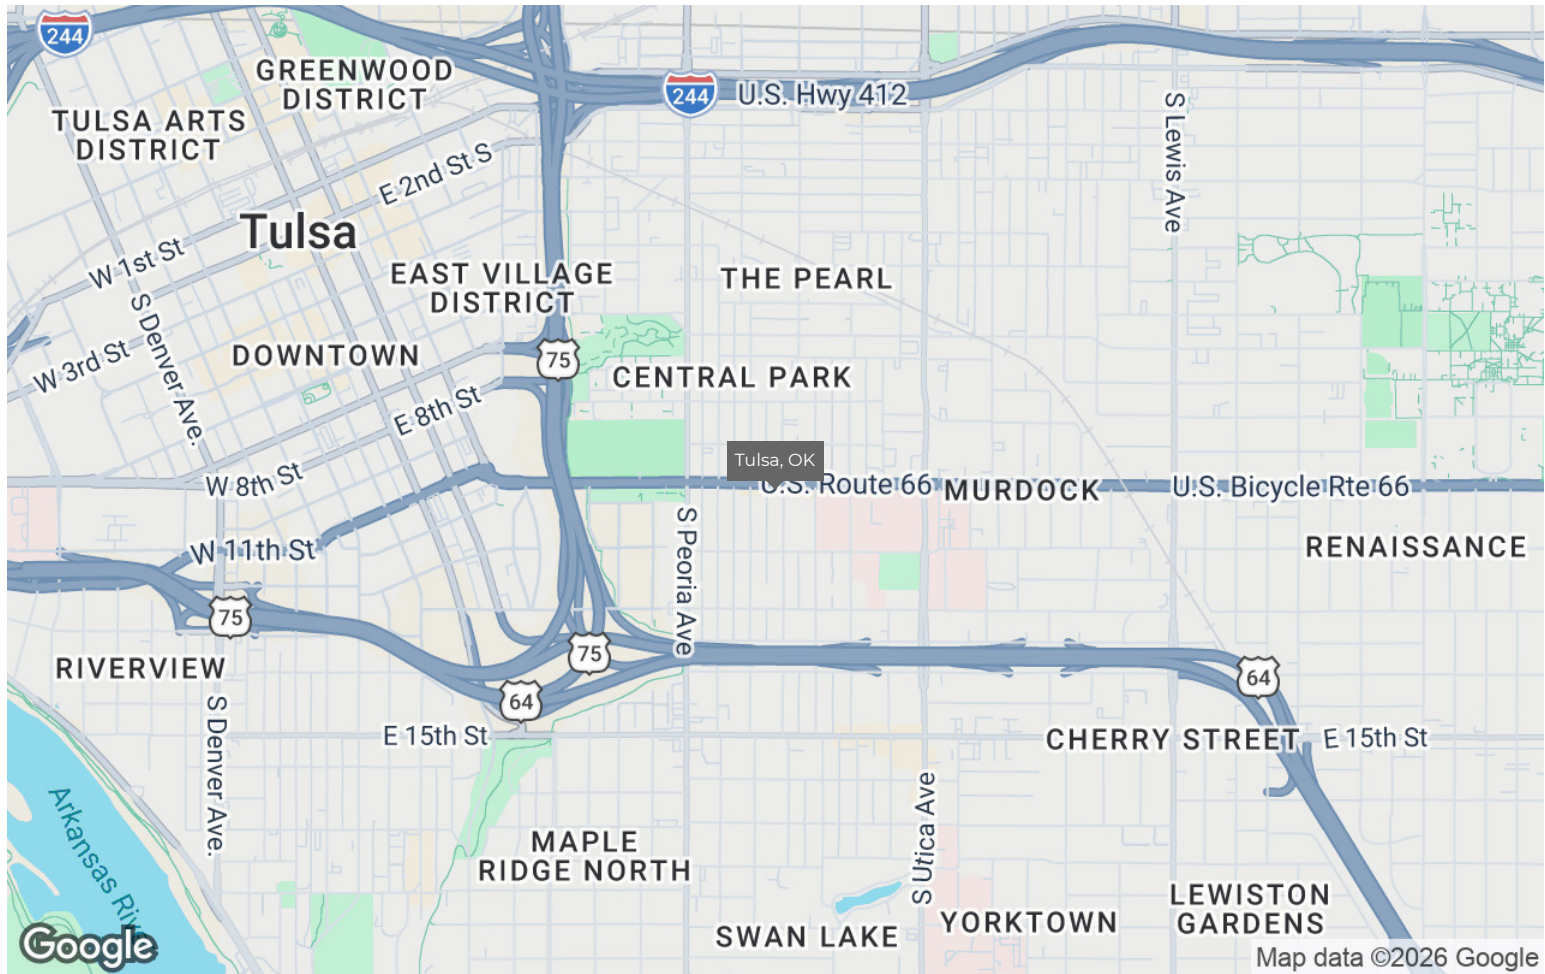 244
GREENWOOD
DISTRICT
244
U.S. Hwy 412
TULSA ARTS
DISTRICT
S Lewis Ave
E 2nd St S
Tulsa
W 1st St
EAST VILLAGE
DISTRICT
THE PEARL
S Denver Ave.
W 3rd St
DOWNTOWN
75
CENTRAL PARK
E 8th St
Tulsa, OK
W 8th St
U.S. Route 66
MURDOCK
U.S. Bicycle Rte 66
W 11th St
S Peoria Ave
RENAISSANCE
75
75
RIVERVIEW
64
64
S Denver Ave.
E 15th St
CHERRY STREET
E 15th St
Arkansas River
S Utica Ave
MAPLE
RIDGE NORTH
LEWISTON
GARDENS
SWAN LAKE
YORKTOWN
Google
Map data ©2026 Google